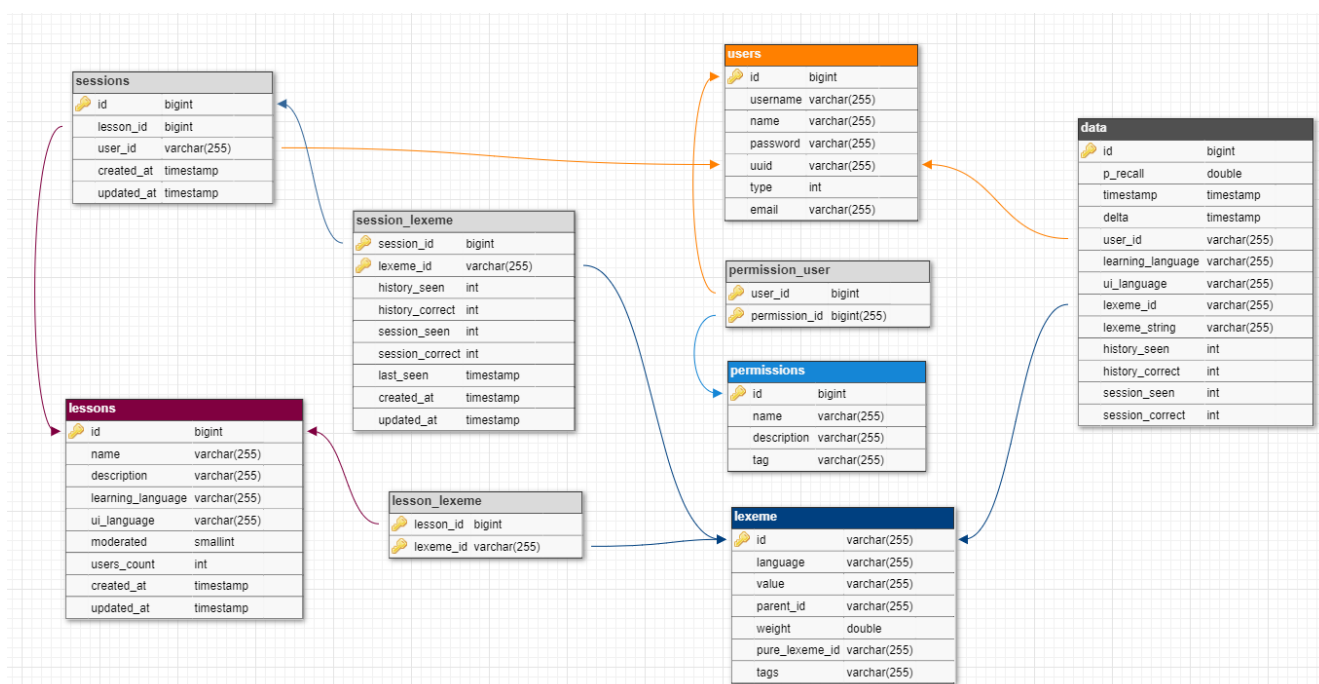 sessions
id bigint
lesson_id bigint
user_id varchar(255)
created_at timestamp
updated_at timestamp
session_lexeme
session_id bigint
lexeme_id varchar(255)
history_seen int
history_correct int
session_seen int
session_correct int
last_seen timestamp
created_at timestamp
updated_at timestamp
lessons
id bigint
name varchar(255)
description varchar(255)
learning_language varchar(255)
ui_language varchar(255)
moderated smallint
users_count int
created_at timestamp
updated_at timestamp
lesson_lexeme
lesson_id bigint
lexeme_id varchar(255)
users
id bigint
username varchar(255)
name varchar(255)
password varchar(255)
uuid varchar(255)
type int
email varchar(255)
permission_user
user_id bigint
permission_id bigint(255)
permissions
id bigint
name varchar(255)
description varchar(255)
tag varchar(255)
lexeme
id varchar(255)
language varchar(255)
value varchar(255)
parent_id varchar(255)
weight double
pure_lexeme_id varchar(255)
tags varchar(255)
data
id bigint
p_recall double
timestamp timestamp
delta timestamp
user_id varchar(255)
learning_language varchar(255)
ui_language varchar(255)
lexeme_id varchar(255)
lexeme_string varchar(255)
history_seen int
history_correct int
session_seen int
session_correct int